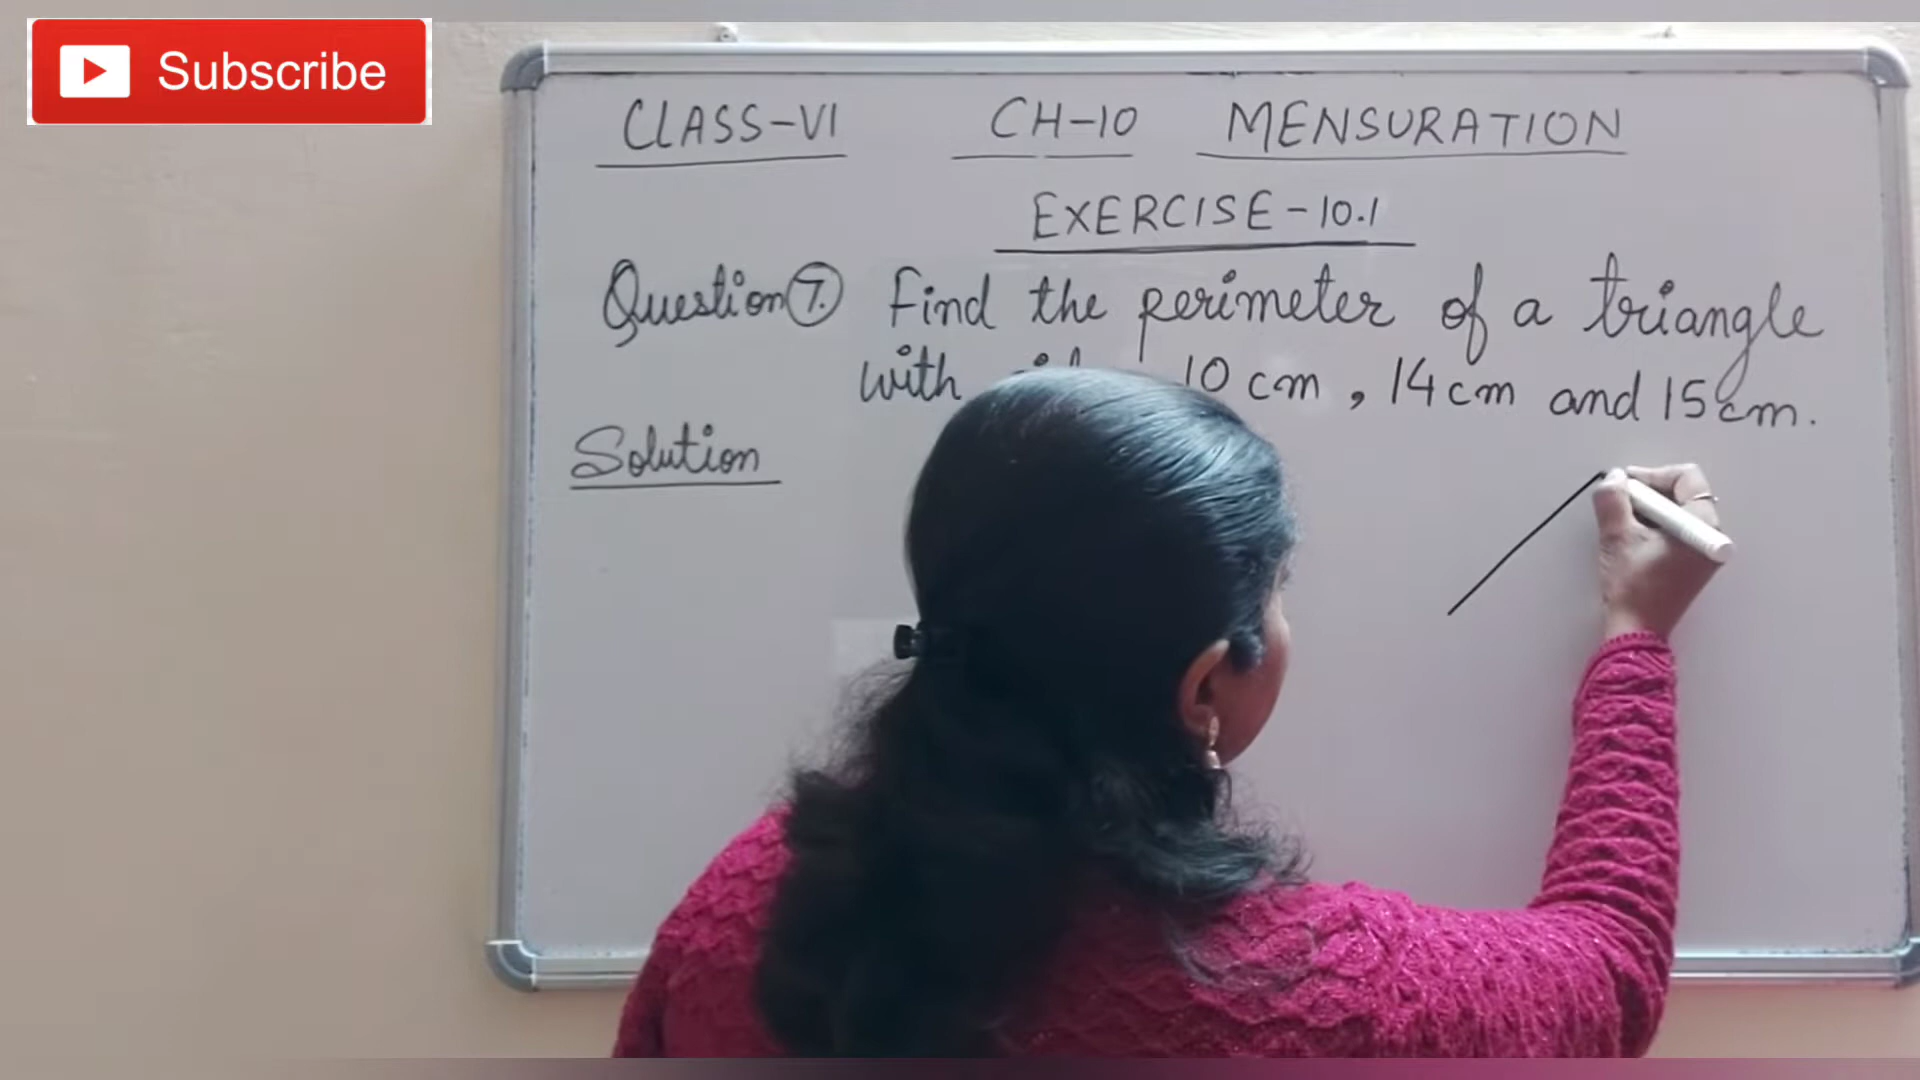 Subscribe
CLASS-VI CH-10 MENSURATION
EXERCISE-10.1
Question 7. Find the perimeter of a triangle
with 10 cm, 14 cm and 15 cm.
Solution